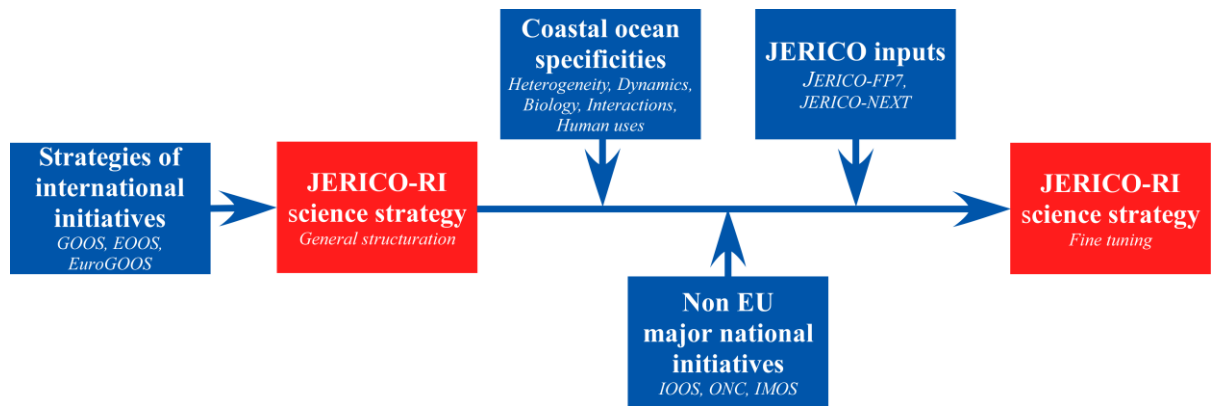 Strategies of
international
initiatives
GOOS, EOOS,
EuroGOOS
JERICO-RI
science strategy
General structuration
Coastal ocean
specificities
Heterogeneity, Dynamics,
Biology, Interactions,
Human uses
Non EU
major national
initiatives
IOOS, ONC, IMOS
JERICO inputs
JERICO-FP7,
JERICO-NEXT
JERICO-RI
science strategy
Fine tuning